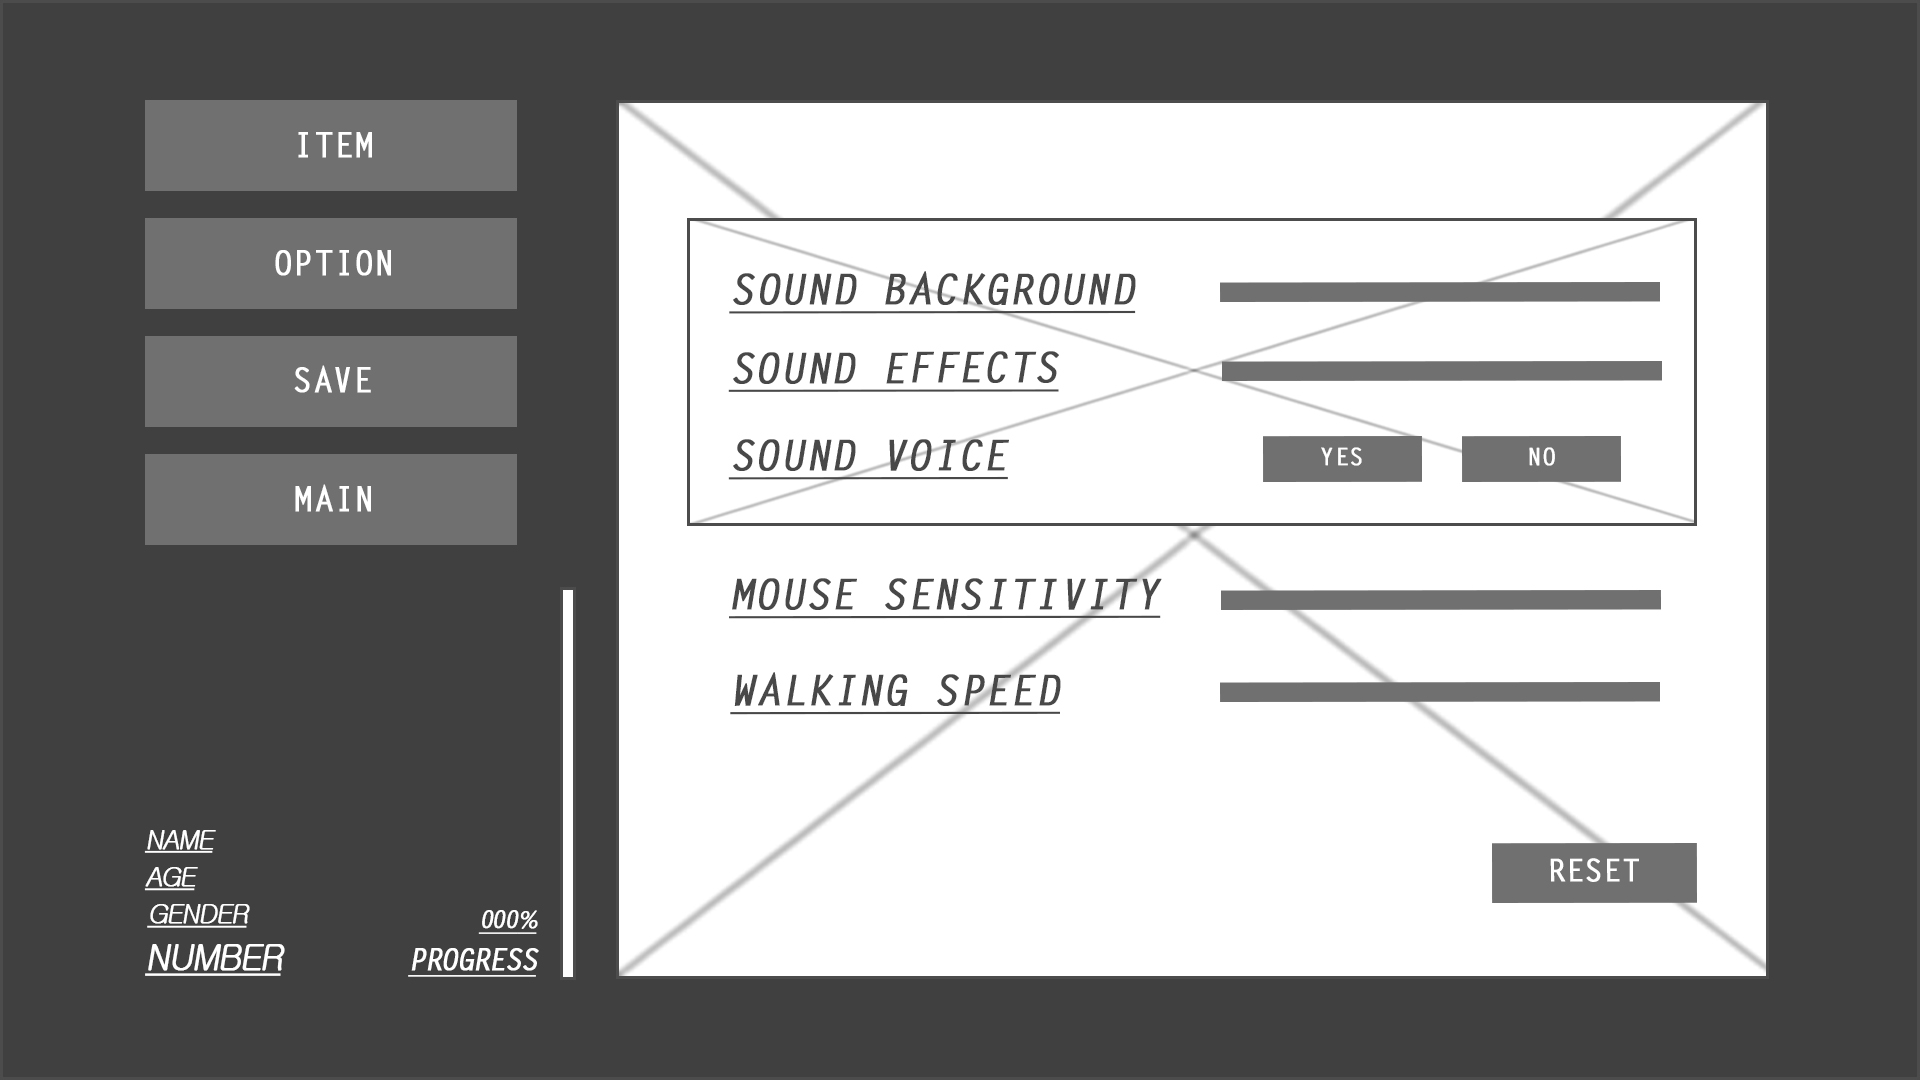 ITEM
OPTION
SAVE
MAIN
NAME
AGE
GENDER
NUMBER
000%
PROGRESS
SOUND BACKGROUND
SOUND EFFECTS
SOUND VOICE
YES
NO
MOUSE SENSITIVITY
WALKING SPEED
RESET